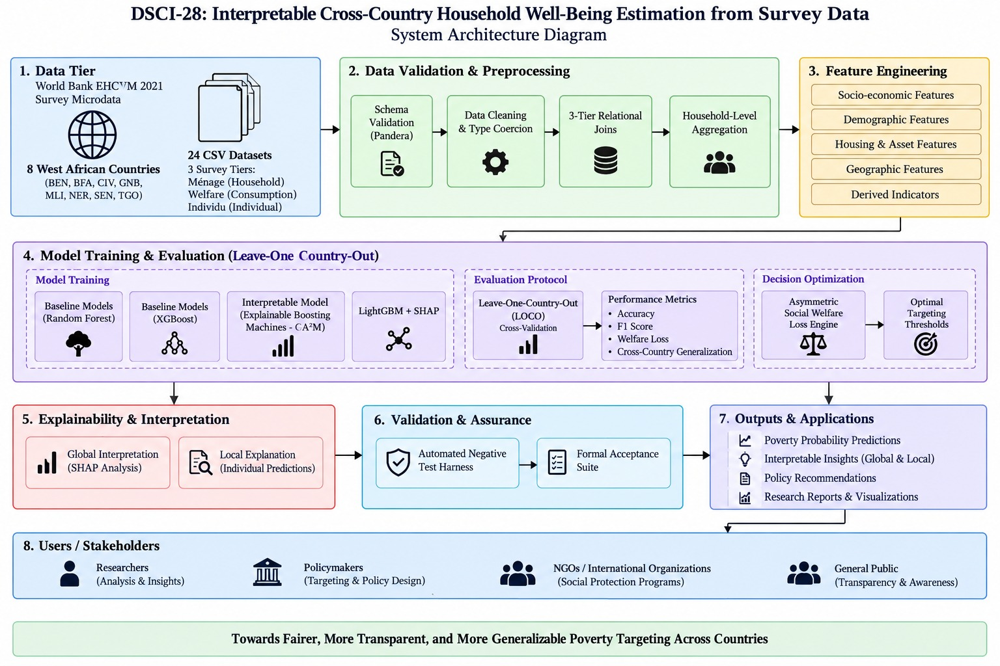 DSCI-28: Interpretable Cross-Country Household Well-Being Estimation from Survey Data
System Architecture Diagram
1. Data Tier
World Bank EHCVM 2021
Survey Microdata
8 West African Countries
(BEN, BFA, CIV, GNB,
MLI, NER, SEN, TGO)
24 CSV Datasets
3 Survey Tiers:
Ménage (Household)
Welfare (Consumption)
Individu (Individual)
2. Data Validation & Preprocessing
Schema
Validation
(Pandera)
Data Cleaning
& Type Coercion
3-Tier Relational
Joins
Household-Level
Aggregation
3. Feature Engineering
Socio-economic Features
Demographic Features
Housing & Asset Features
Geographic Features
Derived Indicators
4. Model Training & Evaluation (Leave-One Country-Out)
Model Training
Baseline Models
(Random Forest)
Baseline Models
(XGBoost)
Interpretable Model
(Explainable Boosting
Machines - GA²M)
LightGBM + SHAP
Evaluation Protocol
Leave-One-Country-Out
(LOCO)
Cross-Validation
Performance Metrics
• Accuracy
• F1 Score
• Welfare Loss
• Cross-Country Generalization
Decision Optimization
Asymmetric
Social Welfare
Loss Engine
Optimal
Targeting
Thresholds
5. Explainability & Interpretation
Global Interpretation
(SHAP Analysis)
Local Explanation
(Individual Predictions)
6. Validation & Assurance
Automated Negative
Test Harness
Formal Acceptance
Suite
7. Outputs & Applications
Poverty Probability Predictions
Interpretable Insights (Global & Local)
Policy Recommendations
Research Reports & Visualizations
8. Users / Stakeholders
Researchers
(Analysis & Insights)
Policymakers
(Targeting & Policy Design)
NGOs / International Organizations
(Social Protection Programs)
General Public
(Transparency & Awareness)
Towards Fairer, More Transparent, and More Generalizable Poverty Targeting Across Countries